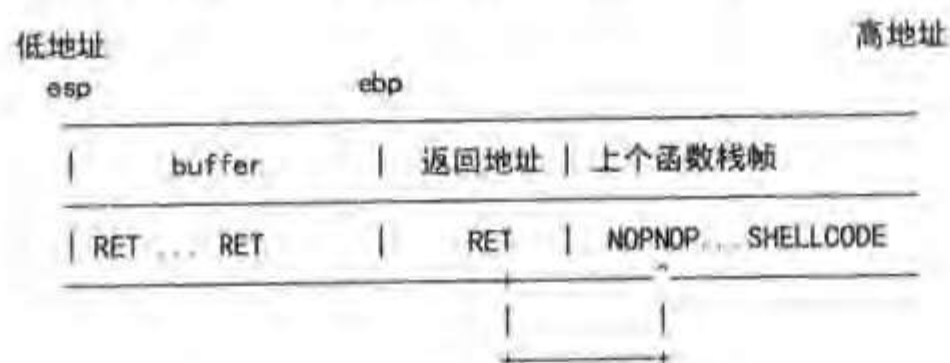 低地址 高地址
esp ebp
| buffer | 返回地址 | 上个函数栈帧
| RET ... RET | RET | NOPNOP... SHELLCODE